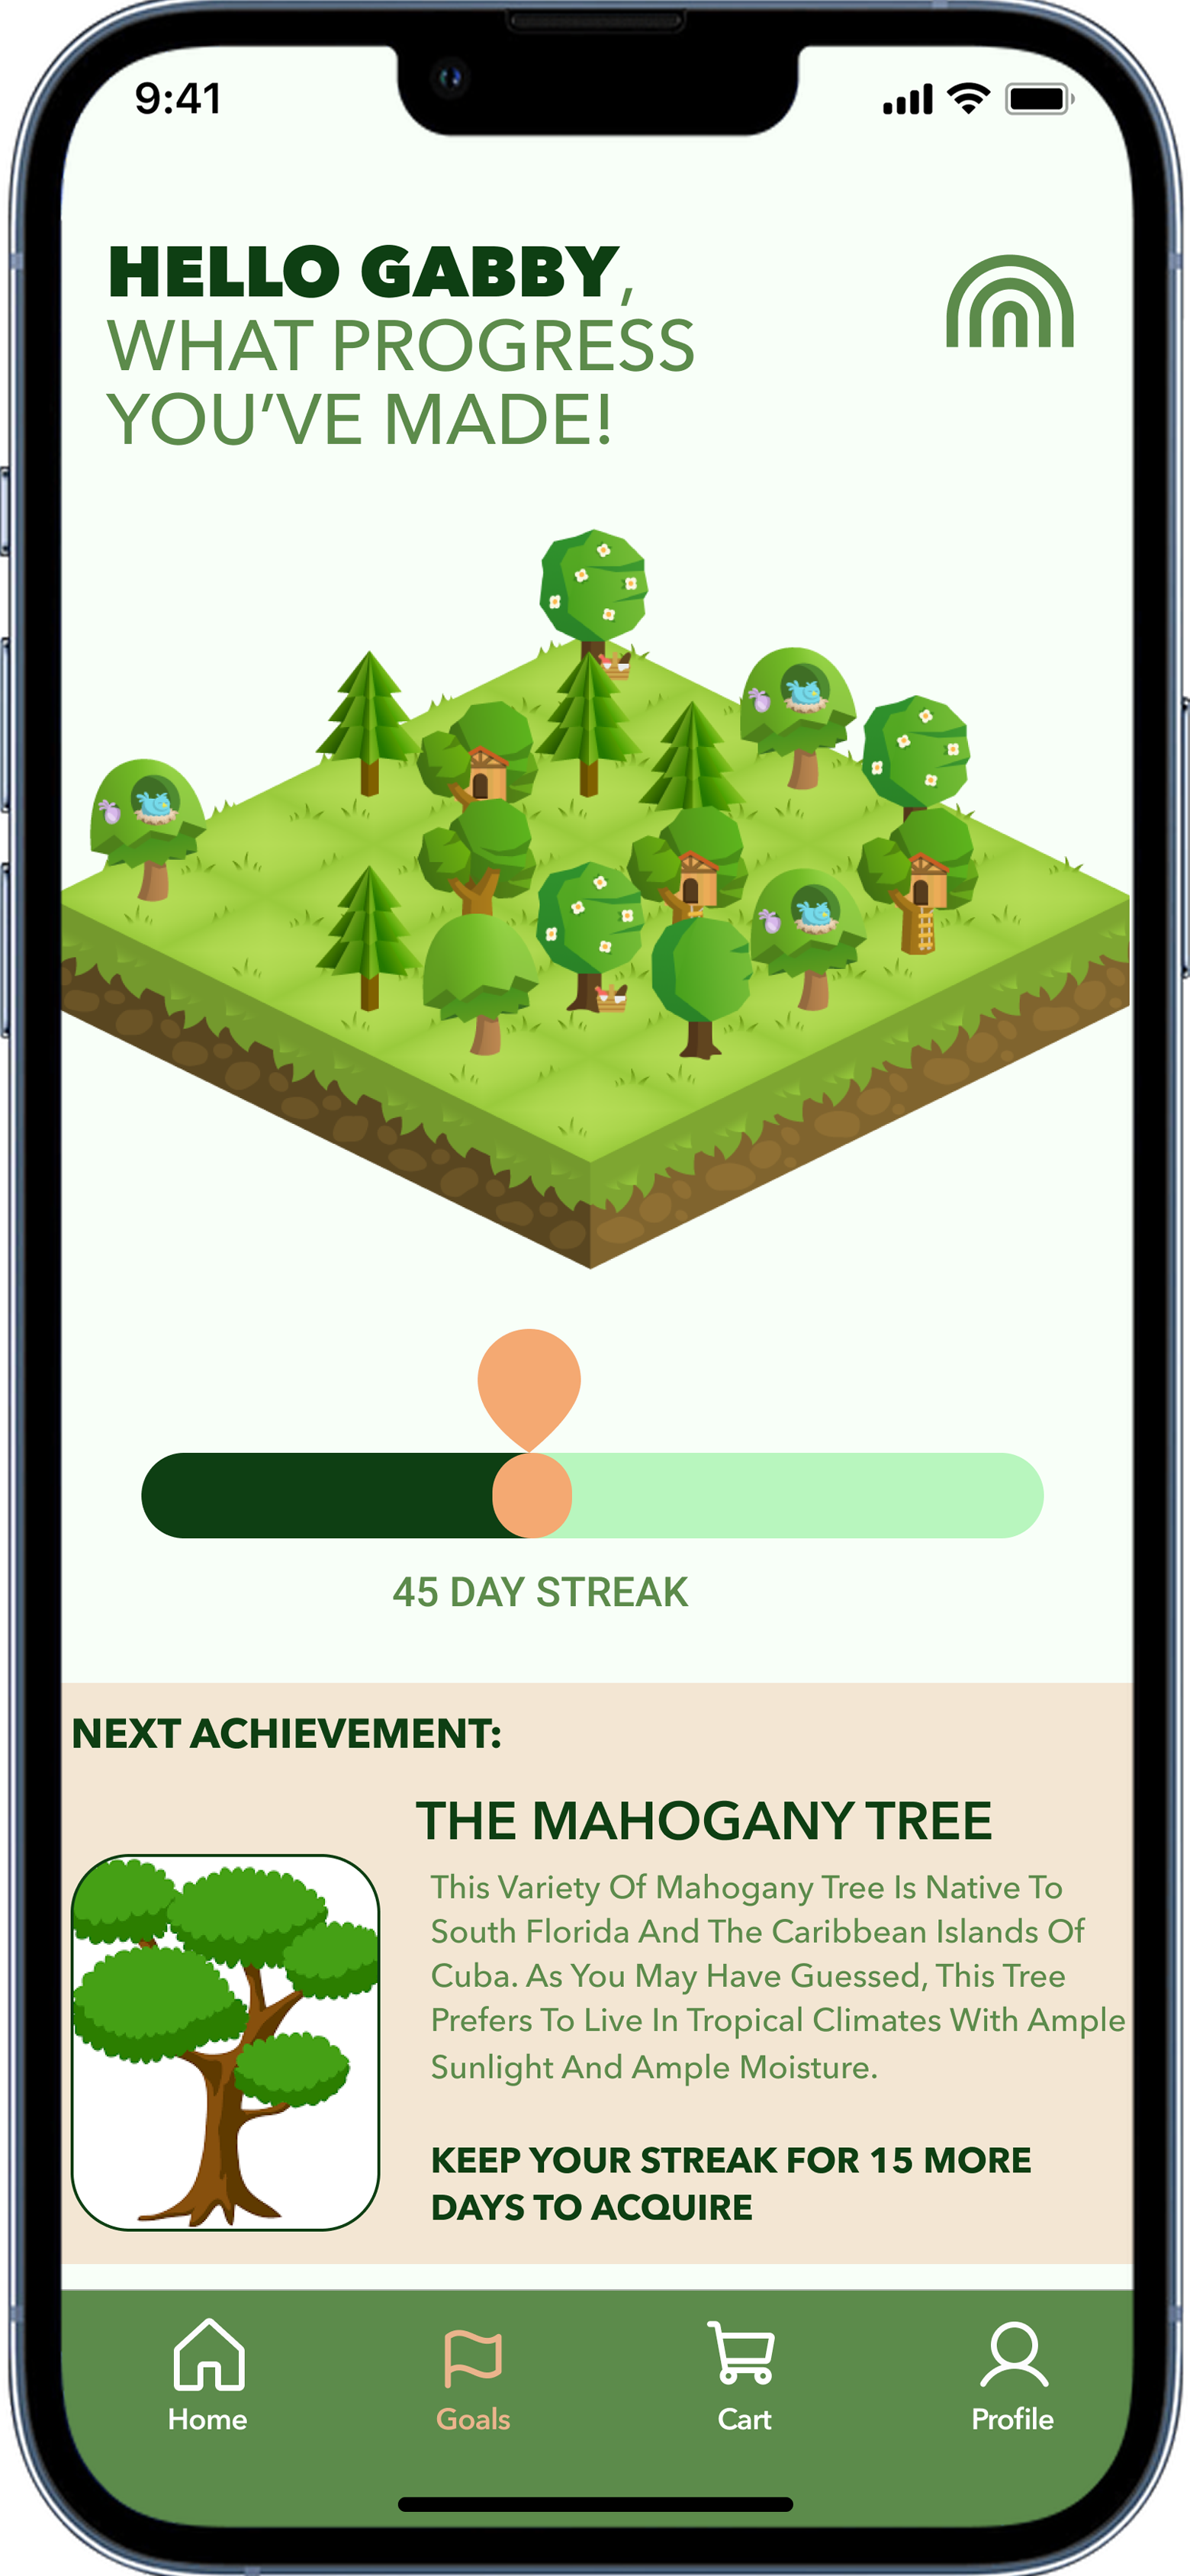 9:41
HELLO GABBY,
WHAT PROGRESS
YOU’VE MADE!
45 DAY STREAK
NEXT ACHIEVEMENT:
THE MAHOGANY TREE
This Variety Of Mahogany Tree Is Native To
South Florida And The Caribbean Islands Of
Cuba. As You May Have Guessed, This Tree
Prefers To Live In Tropical Climates With Ample
Sunlight And Ample Moisture.
KEEP YOUR STREAK FOR 15 MORE
DAYS TO ACQUIRE
Home Goals Cart Profile